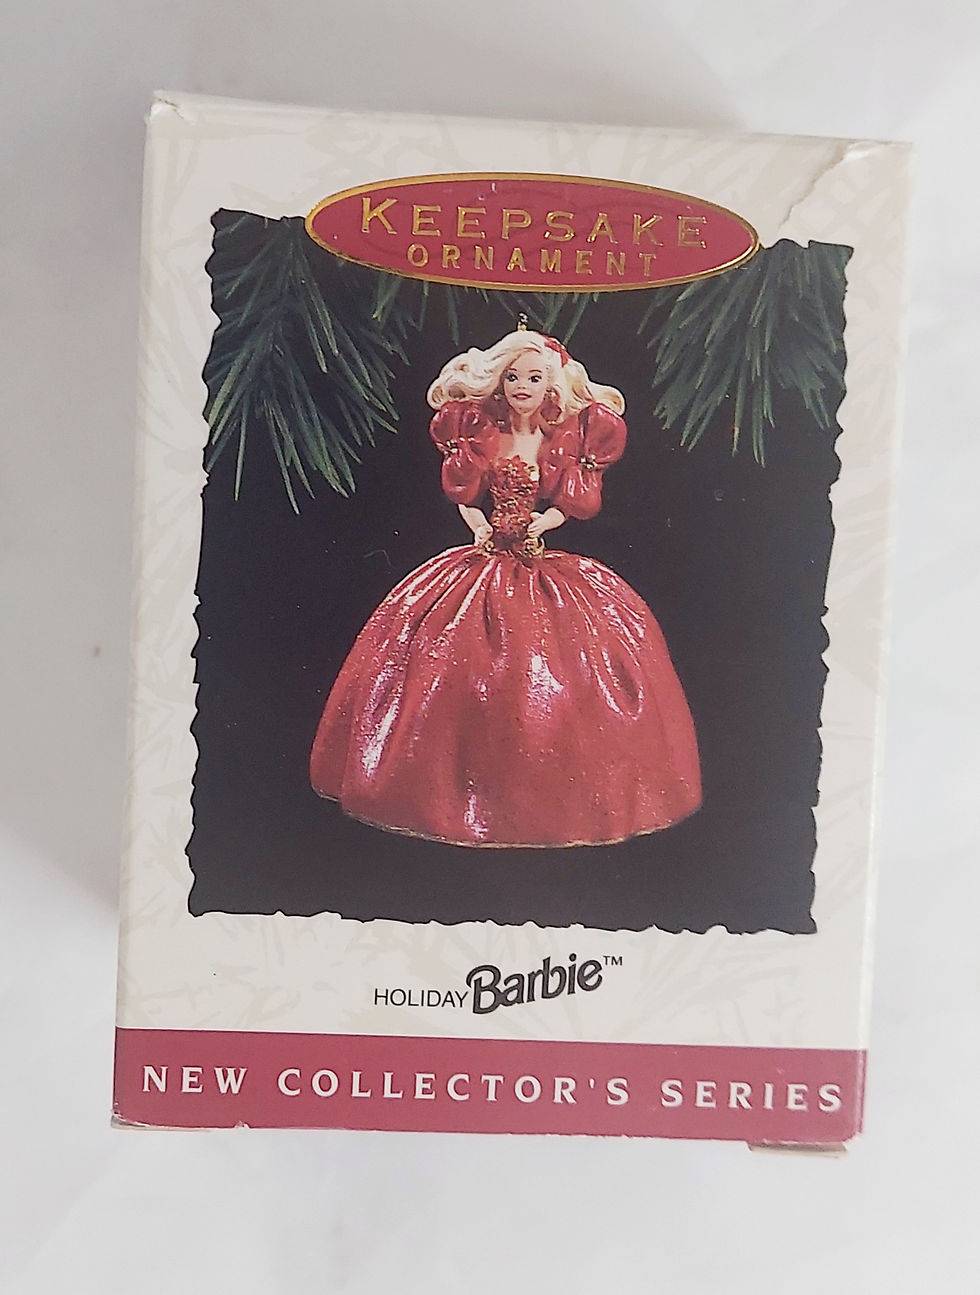 KEEPSAKE
ORNAMENT
HOLIDAY Barbie™
NEW COLLECTOR'S SERIES